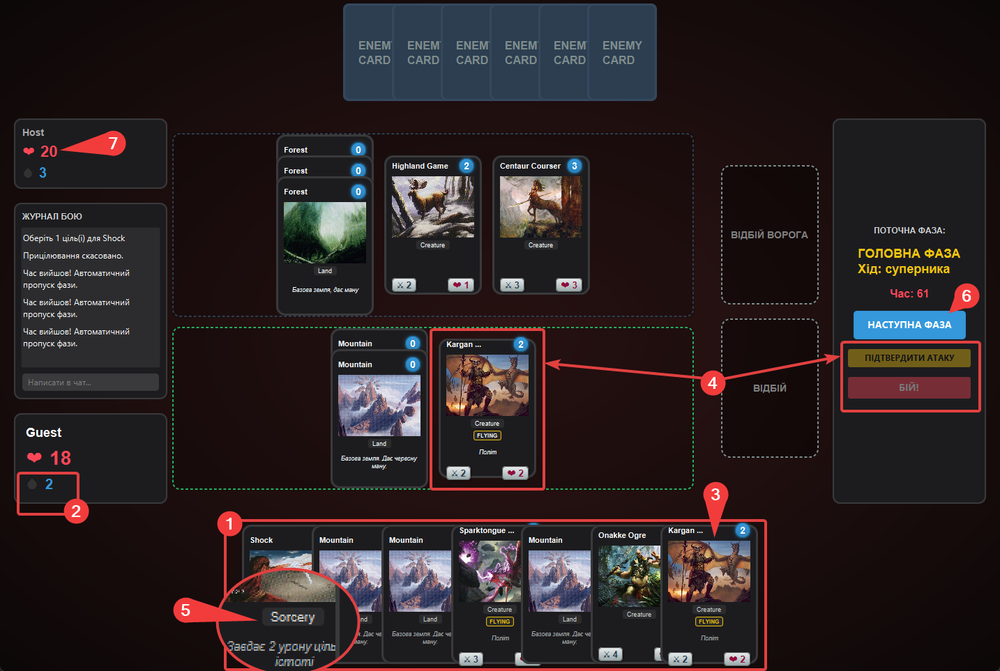 ENEMY
CARD
ENEMY
CARD
ENEMY
CARD
ENEMY
CARD
ENEMY
CARD
ENEMY
CARD
Host
20
3
7
ЖУРНАЛ БОЮ
Оберіть 1 ціль(і) для Shock
Прицілювання скасовано.
Час вийшов! Автоматичний
пропуск фази.
Час вийшов! Автоматичний
пропуск фази.
Час вийшов! Автоматичний
пропуск фази.
Написати в чат...
Guest
18
2
2
Forest 0
Forest 0
Forest 0
Land
Базова земля, дає ману
Highland Game 2
Creature
2 1
Centaur Courser 3
Creature
3 3
Mountain 0
Mountain 0
Land
Базова земля. Дає червону
ману.
Kargan ... 2
Creature
FLYING
Політ
2 2
4
ВІДБІЙ ВОРОГА
ВІДБІЙ
ПОТОЧНА ФАЗА:
ГОЛОВНА ФАЗА
Хід: суперника
Час: 61
6
НАСТУПНА ФАЗА
ПІДТВЕРДИТИ АТАКУ
БІЙ!
1
3
5
Shock
Sorcery
Завдає 2 урону ціль
істоті
Mountain
nd
я. Дає че
ману.
Mountain
Land
Базова земля. Дає че
ману.
Sparktongue ...
Creature
FLYING
Політ
3
Mountain
Land
Базова земля. Дає че
ману.
Onakke Ogre
Creature
4
Kargan ... 2
Creature
FLYING
Політ
2 2